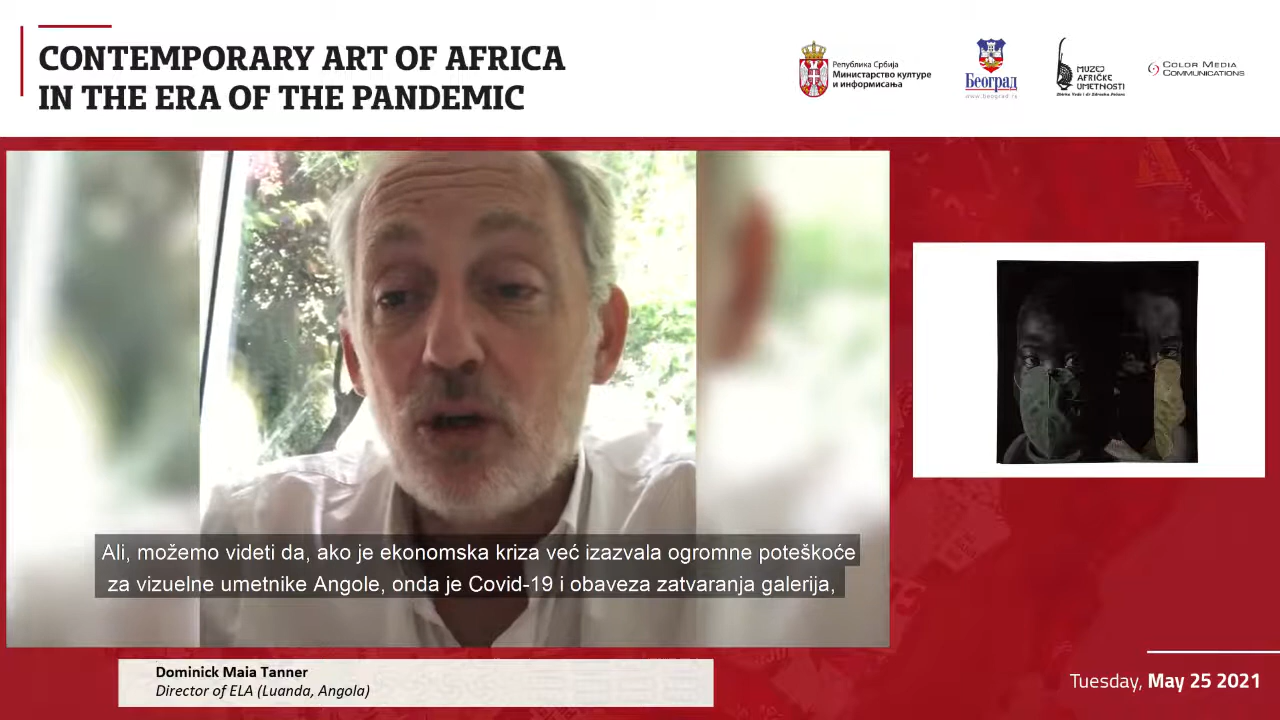 CONTEMPORARY ART OF AFRICA
IN THE ERA OF THE PANDEMIC
Република Србија
Министарство културе
и информисања
Београд
www.beograd.rs
MUZEJ
AFRIČKE
UMETNOSTI
COLOR MEDIA
COMMUNICATIONS
Ali, možemo videti da, ako je ekonomska kriza već izazvala ogromne poteškoće
za vizuelne umetnike Angole, onda je Covid-19 i obaveza zatvaranja galerija,
Dominick Maia Tanner
Director of ELA (Luanda, Angola)
Tuesday, May 25 2021